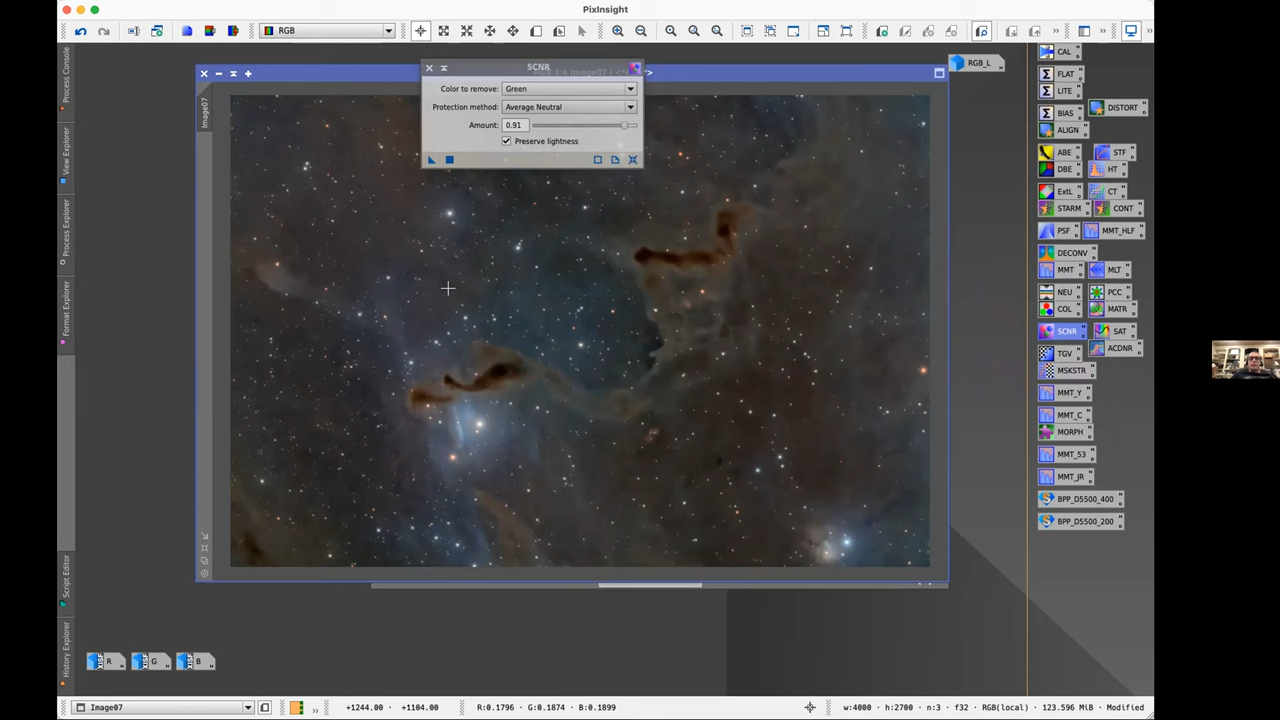 PixInsight
RGB
Process Console
View Explorer
Process Explorer
Format Explorer
Script Editor
History Explorer
Image07
SCNR
Color to remove: Green
Protection method: Average Neutral
Amount: 0.91
Preserve lightness
RGB_L
CAL
FLAT
LITE
DISTORT
BIAS
ALIGN
ABE STF
DBE HT
ExtL CT
STARM CONT
PSF MMT_HLF
DECONV
MMT MLT
NEU PCC
COL MATR
SCNR SAT
TGV ACDNR
MSKSTR
MMT_Y
MMT_C
MORPH
MMT_53
MMT_JR
BPP_D5500_400
BPP_D5500_200
R G B
Image07 +1244.00 +1104.00 R:0.1796 G:0.1874 B:0.1899 w:4000 h:2700 n:3 f32 RGB(local) 123.596 MiB Modified